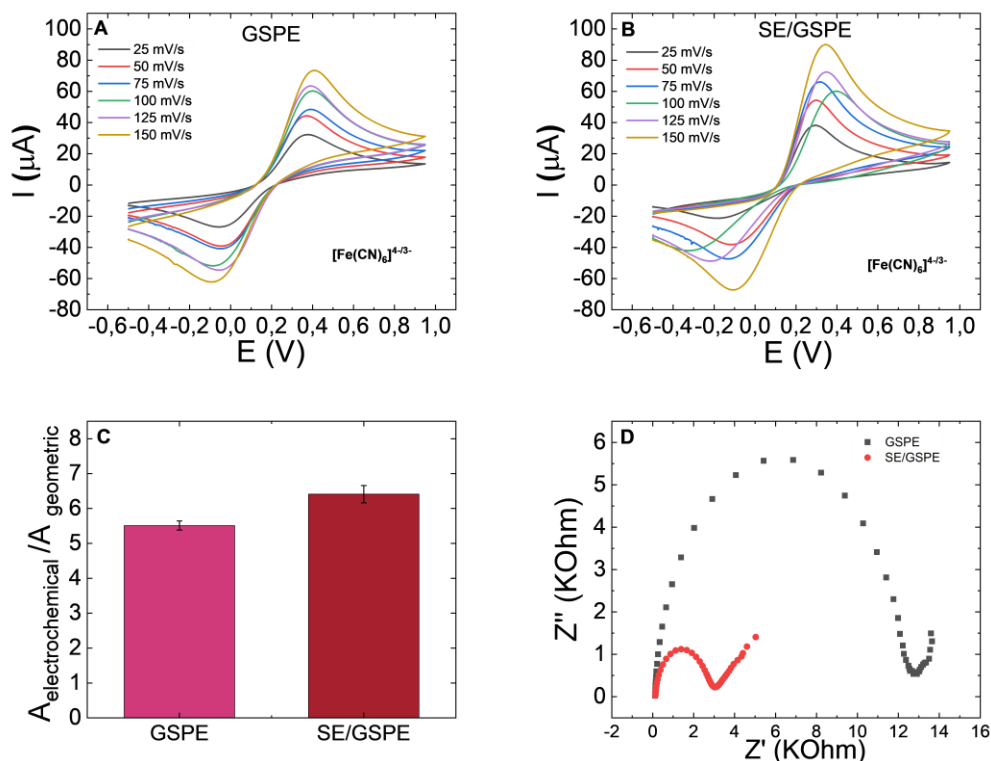 A
GSPE
25 mV/s
50 mV/s
75 mV/s
100 mV/s
125 mV/s
150 mV/s
[Fe(CN)6]4-/3-
I (μA)
100
80
60
40
20
0
-20
-40
-60
-80
-0,6 -0,4 -0,2 0,0 0,2 0,4 0,6 0,8 1,0
E (V)
B
SE/GSPE
25 mV/s
50 mV/s
75 mV/s
100 mV/s
125 mV/s
150 mV/s
[Fe(CN)6]4-/3-
I (μA)
100
80
60
40
20
0
-20
-40
-60
-80
-0,6 -0,4 -0,2 0,0 0,2 0,4 0,6 0,8 1,0
E (V)
C
A electrochemical /A geometric
8
7
6
5
4
3
2
1
0
GSPE SE/GSPE
D
GSPE
SE/GSPE
Z'' (KOhm)
6
5
4
3
2
1
0
-2 0 2 4 6 8 10 12 14 16
Z' (KOhm)